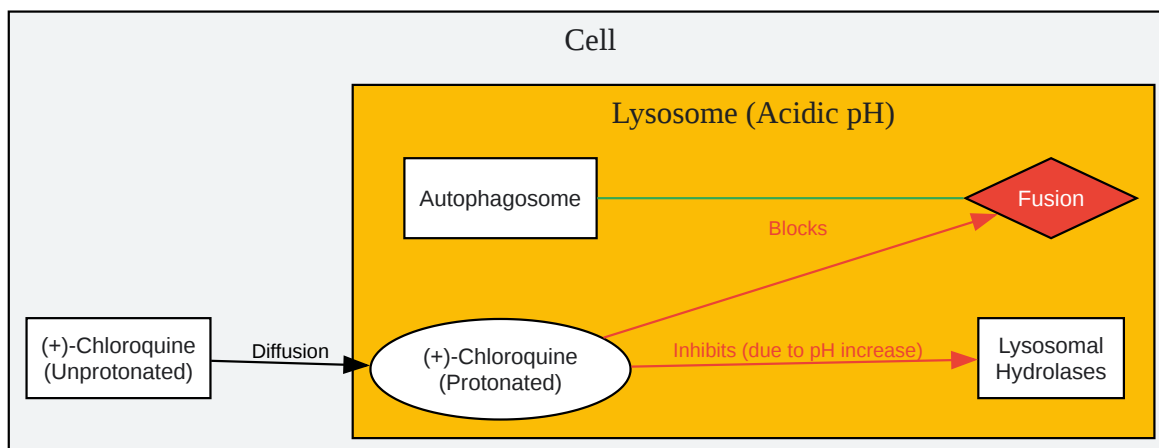 Cell
Lysosome (Acidic pH)
Autophagosome
Fusion
Blocks
(+)-Chloroquine
(Unprotonated)
Diffusion
(+)-Chloroquine
(Protonated)
Inhibits (due to pH increase)
Lysosomal
Hydrolases